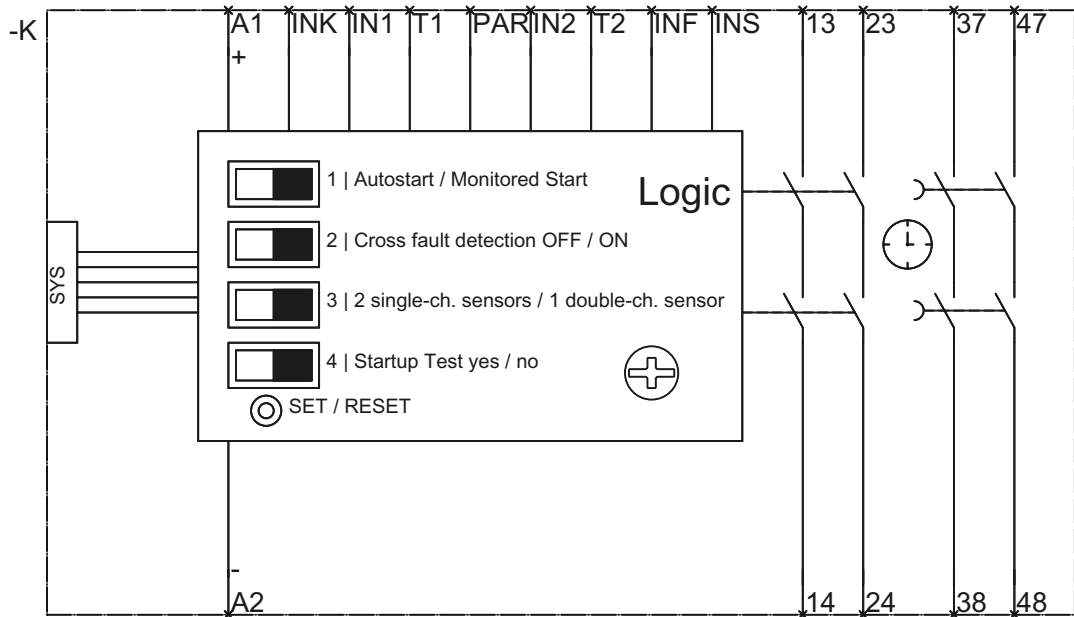 -K
A1 INK IN1 T1 PAR IN2 T2 INF INS 13 23 37 47
+
1 | Autostart / Monitored Start
Logic
2 | Cross fault detection OFF / ON
SYS
3 | 2 single-ch. sensors / 1 double-ch. sensor
4 | Startup Test yes / no
SET / RESET
-
A2 14 24 38 48